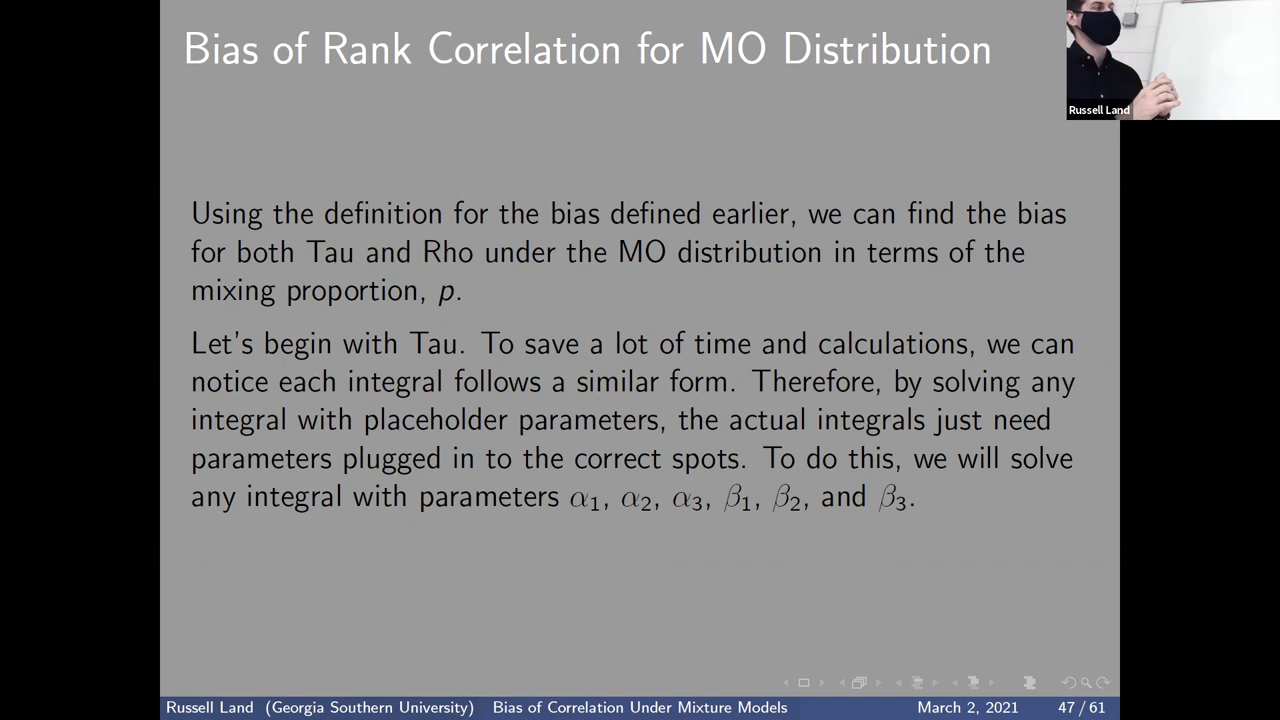 Bias of Rank Correlation for MO Distribution
Russell Land
Using the definition for the bias defined earlier, we can find the bias
for both Tau and Rho under the MO distribution in terms of the
mixing proportion, p.
Let's begin with Tau. To save a lot of time and calculations, we can
notice each integral follows a similar form. Therefore, by solving any
integral with placeholder parameters, the actual integrals just need
parameters plugged in to the correct spots. To do this, we will solve
any integral with parameters α₁, α₂, α₃, β₁, β₂, and β₃.
Russell Land (Georgia Southern University) Bias of Correlation Under Mixture Models March 2, 2021 47 / 61